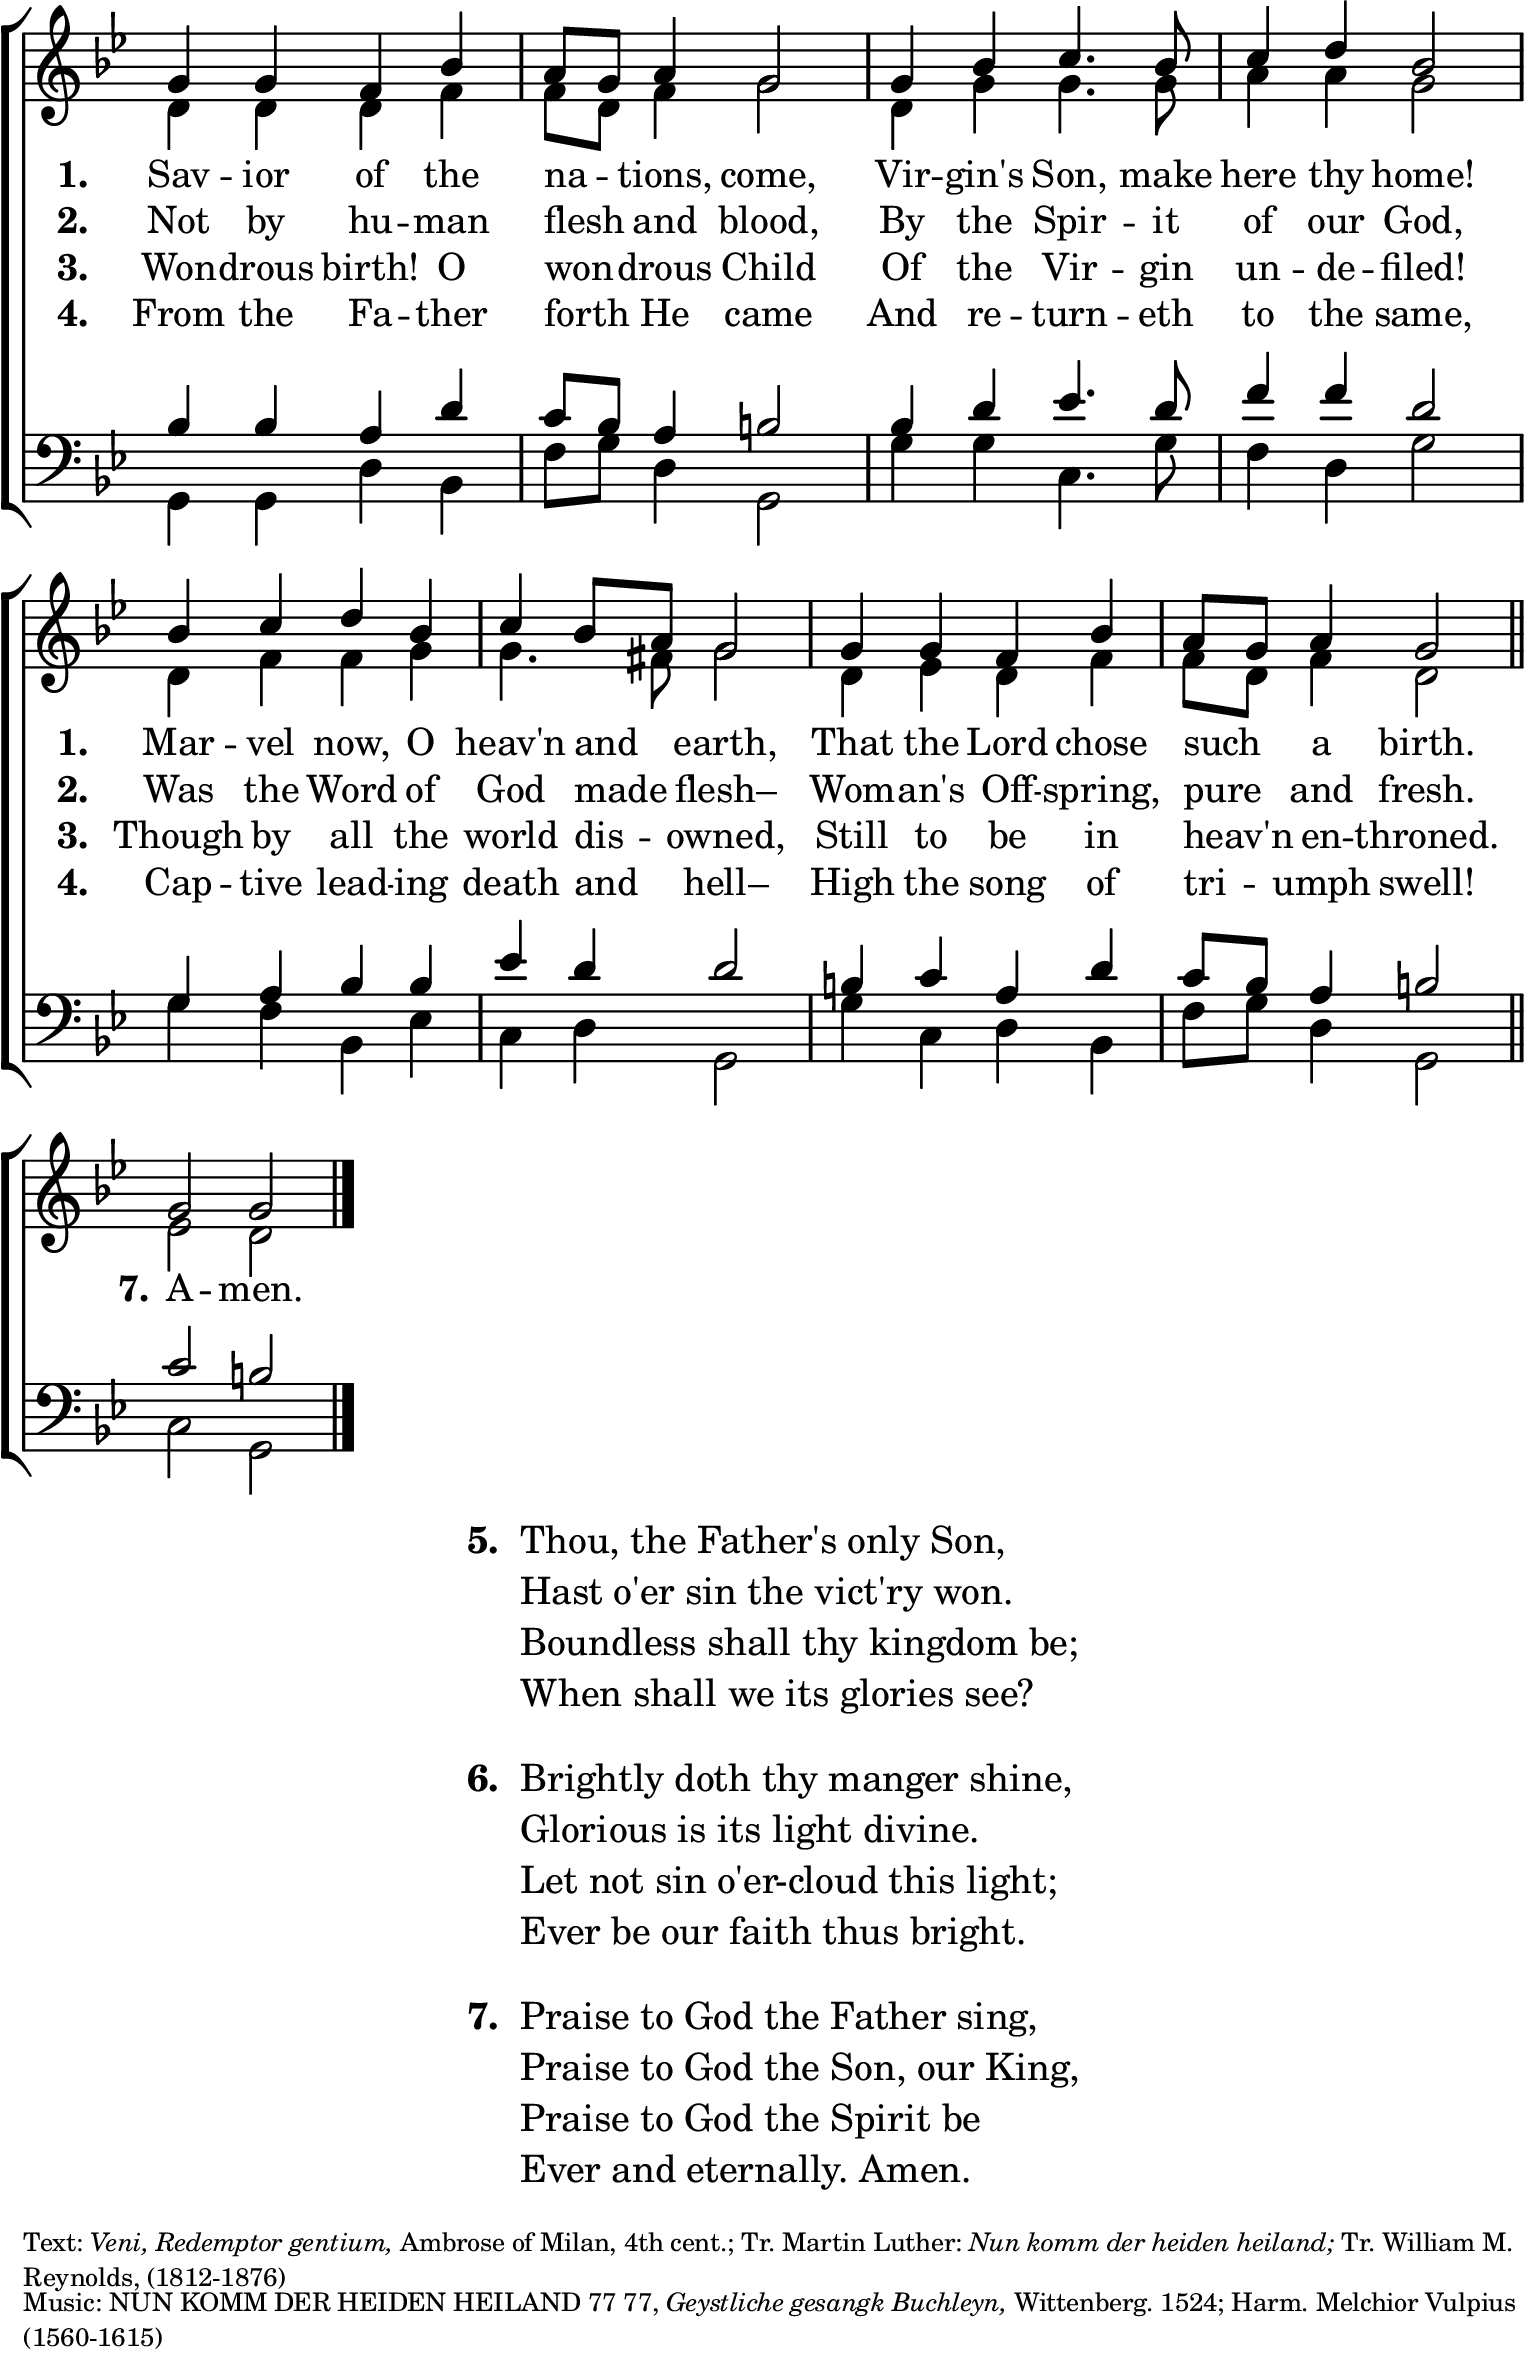 1. Sav -- ior of the na -- tions, come, Vir -- gin's Son, make here thy home!
2. Not by hu -- man flesh and blood, By the Spir -- it of our God,
3. Wondrous birth! O wondrous Child Of the Vir -- gin un -- de -- filed!
4. From the Fa -- ther forth He came And re -- turn -- eth to the same,
1. Mar -- vel now, O heav'n and earth, That the Lord chose such a birth.
2. Was the Word of God made flesh– Woman's Off -- spring, pure and fresh.
3. Though by all the world dis -- owned, Still to be in heav'n en -- throned.
4. Cap -- tive lead -- ing death and hell– High the song of tri -- umph swell!
7. A -- men.
5. Thou, the Father's only Son,
Hast o'er sin the vict'ry won.
Boundless shall thy kingdom be;
When shall we its glories see?
6. Brightly doth thy manger shine,
Glorious is its light divine.
Let not sin o'er-cloud this light;
Ever be our faith thus bright.
7. Praise to God the Father sing,
Praise to God the Son, our King,
Praise to God the Spirit be
Ever and eternally. Amen.
Text: Veni, Redemptor gentium, Ambrose of Milan, 4th cent.; Tr. Martin Luther: Nun komm der heiden heiland; Tr. William M.
Reynolds, (1812-1876)
Music: NUN KOMM DER HEIDEN HEILAND 77 77, Geystliche gesangk Buchleyn, Wittenberg. 1524; Harm. Melchior Vulpius
(1560-1615)